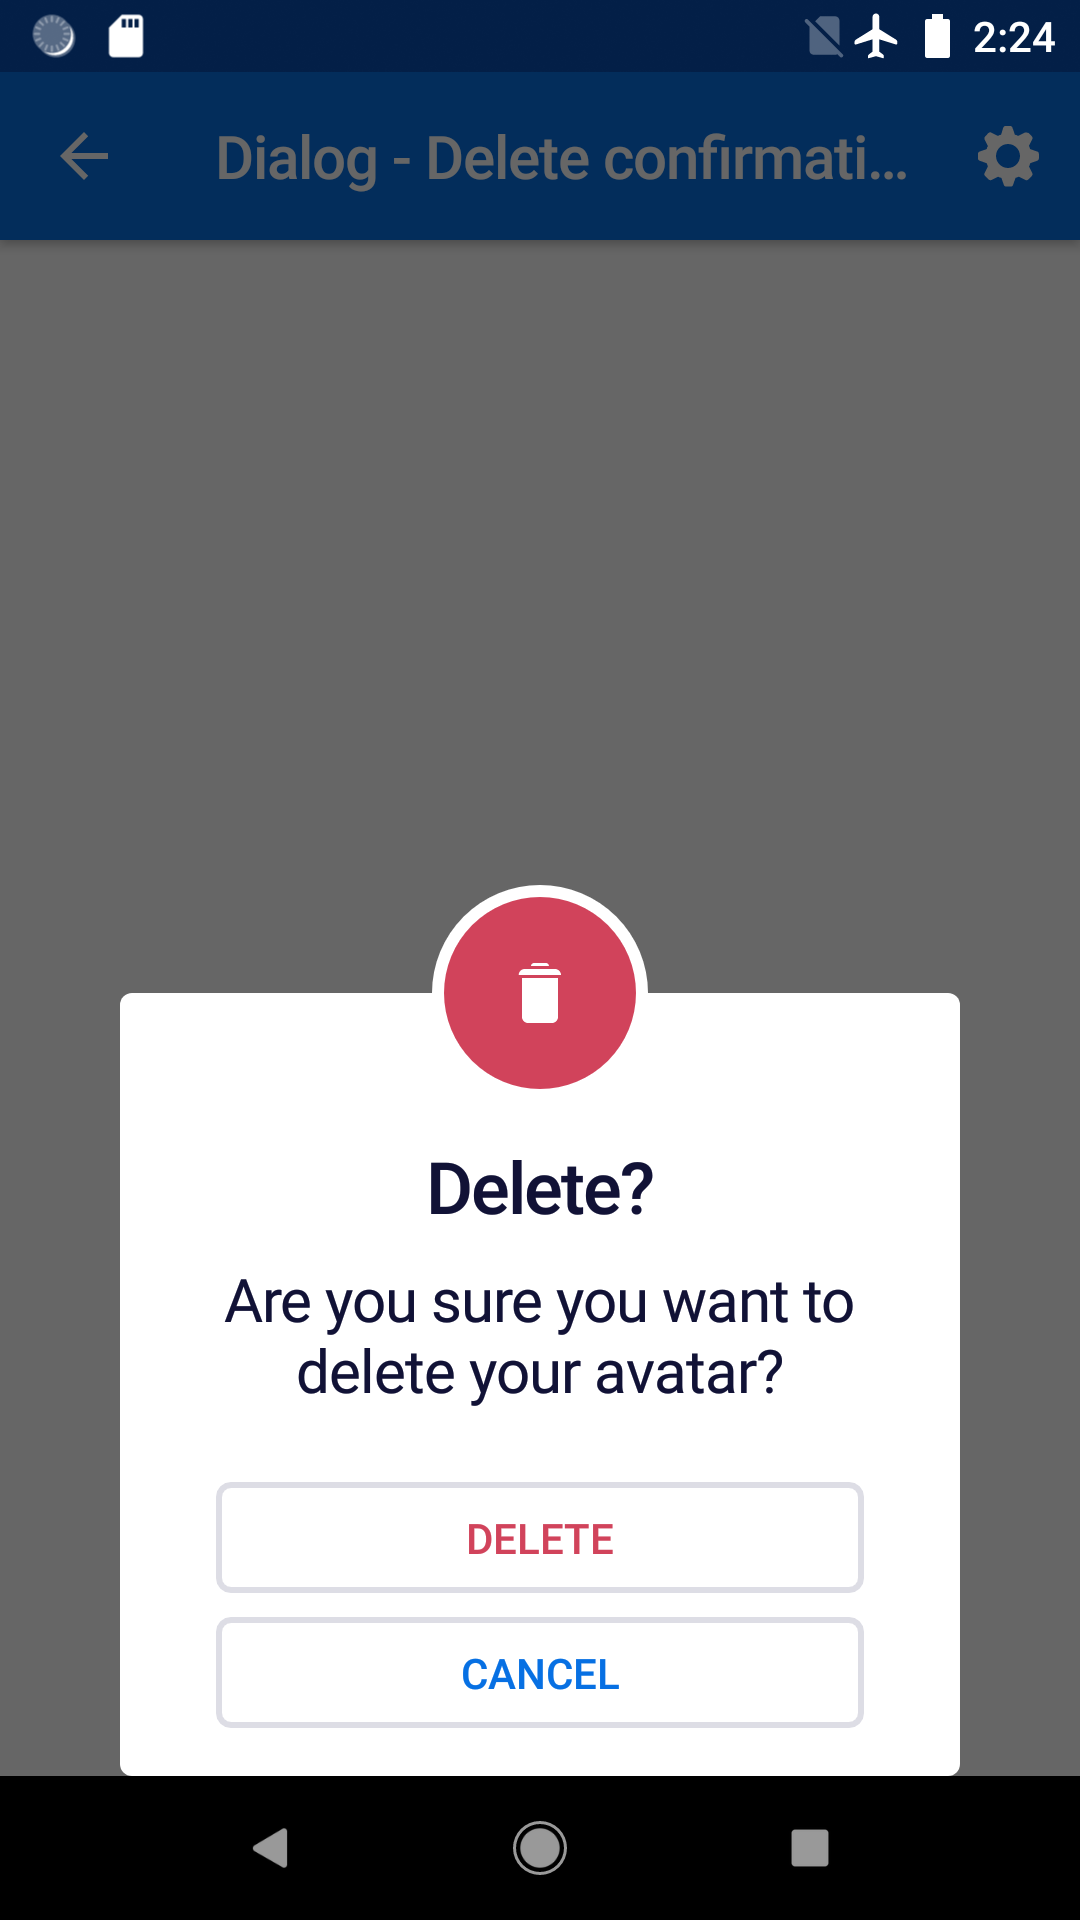 2:24
Dialog - Delete confirmati...
Delete?
Are you sure you want to
delete your avatar?
DELETE
CANCEL